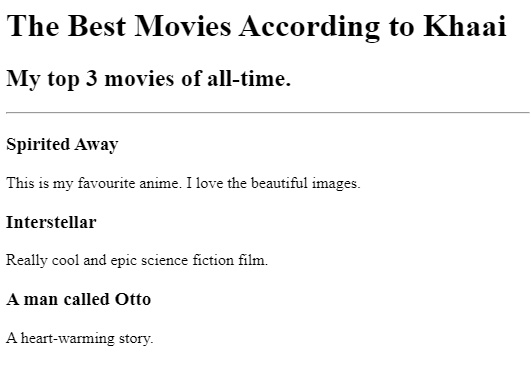 The Best Movies According to Khaai
My top 3 movies of all-time.
Spirited Away
This is my favourite anime. I love the beautiful images.
Interstellar
Really cool and epic science fiction film.
A man called Otto
A heart-warming story.